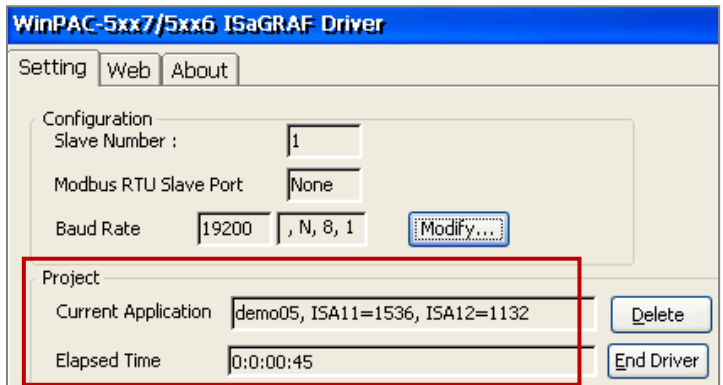 WinPAC-5xx7/5xx6 ISaGRAF Driver
Setting Web About
Configuration
Slave Number : 1
Modbus RTU Slave Port None
Baud Rate 19200 , N, 8, 1 Modify...
Project
Current Application demo05, ISA11=1536, ISA12=1132 Delete
Elapsed Time 0:0:00:45 End Driver